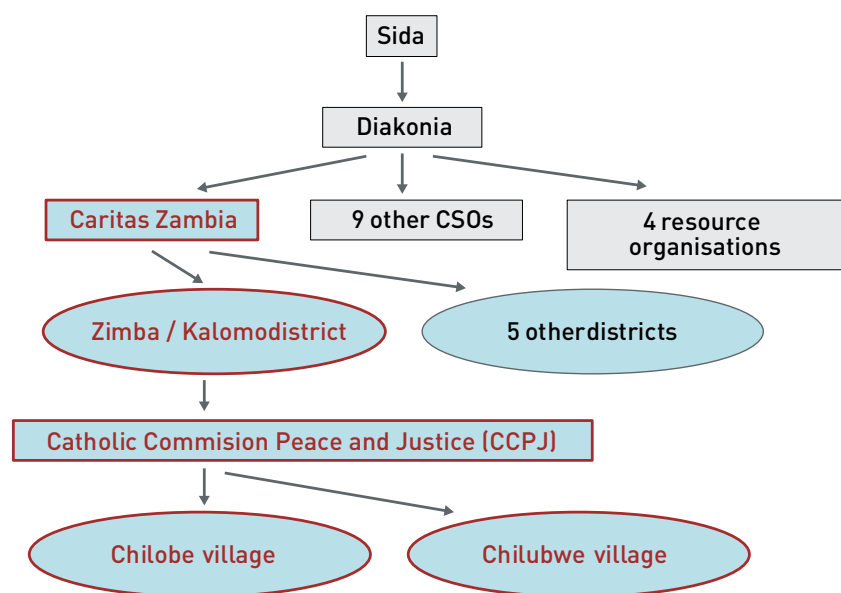 Sida
Diakonia
Caritas Zambia
9 other CSOs
4 resource
organisations
Zimba / Kalomodistrict
5 otherdistricts
Catholic Commision Peace and Justice (CCPJ)
Chilobe village
Chilubwe village